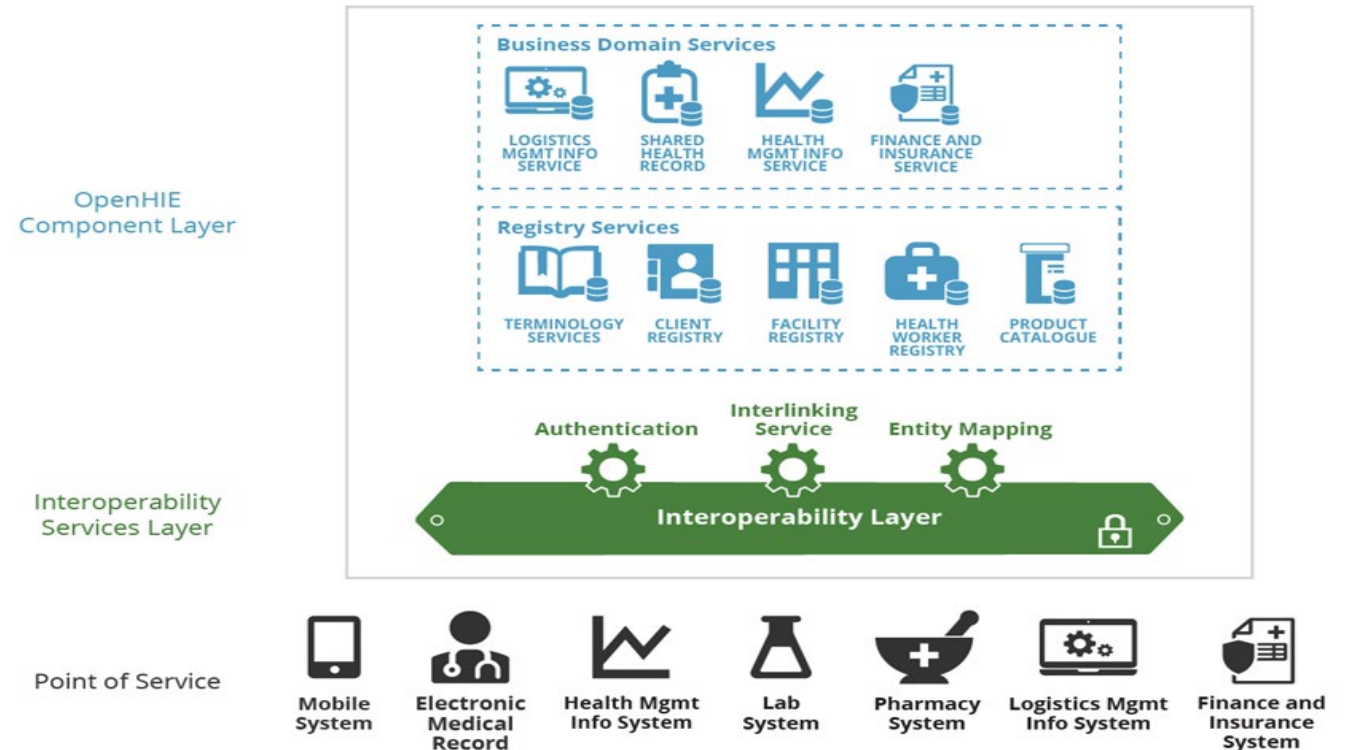 Business Domain Services
LOGISTICS
MGMT INFO
SERVICE
SHARED
HEALTH
RECORD
HEALTH
MGMT INFO
SERVICE
FINANCE AND
INSURANCE
SERVICE
OpenHIE
Component Layer
Registry Services
TERMINOLOGY
SERVICES
CLIENT
REGISTRY
FACILITY
REGISTRY
HEALTH
WORKER
REGISTRY
PRODUCT
CATALOGUE
Authentication
Interlinking
Service
Entity Mapping
Interoperability
Services Layer
Interoperability Layer
Point of Service
Mobile
System
Electronic
Medical
Record
Health Mgmt
Info System
Lab
System
Pharmacy
System
Logistics Mgmt
Info System
Finance and
Insurance
System